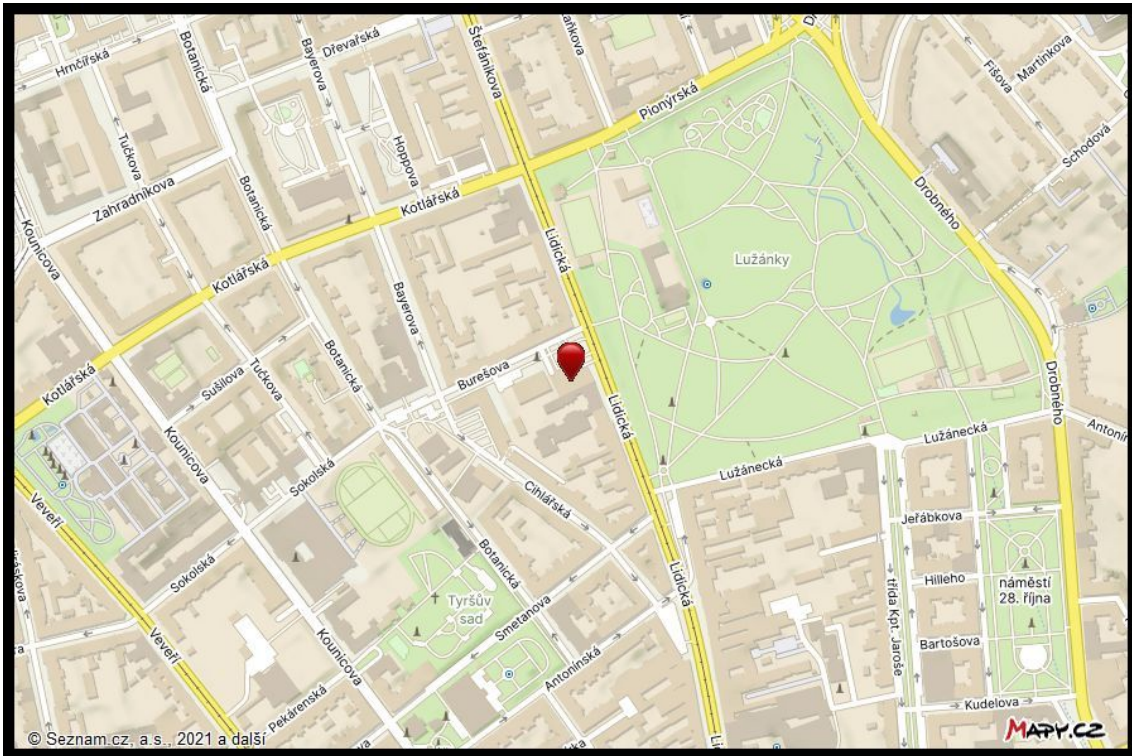 Hrnčířská
Botanická
Bayerova
Dřevařská
Štefánikova
Pionýrská
Fišova
Martinkova
Schodová
Tučkova
Hoppova
Zahradníkova
Botanická
Kotlářská
Kounicova
Drobného
Lidická
Lužánky
Kotlářská
Bayerova
Botanická
Burešova
Kotlářská
Sušilova
Tučkova
Lidická
Drobného
Kounicova
Lužánecká
Sokolská
Lužánecká
Cihlářská
Veveří
Jeřábkova
Botanická
Sokolská
Lidická
Hilleho
náměstí
28. října
Tyršův
sad
Smetanova
třída Kpt. Jaroše
Kounicova
Veveří
Bartošova
Antonínská
Pekárenská
Kudelova
© Seznam.cz, a.s., 2021 a další
MAPY.CZ